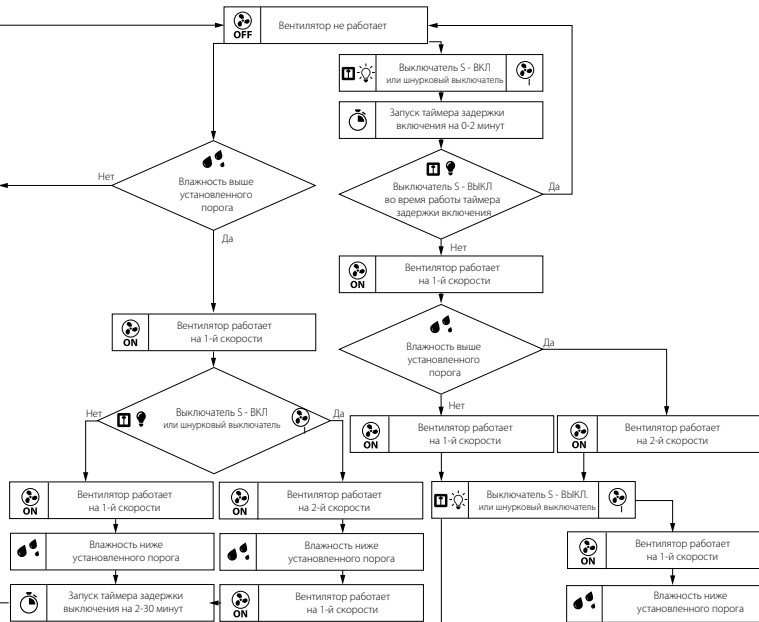 OFF
Вентилятор не работает
Выключатель S - ВКЛ
или шнурковый выключатель
Запуск таймера задержки
включения на 0-2 минут
Нет
Влажность выше
установленного
порога
Да
Выключатель S - ВЫКЛ
во время работы таймера
задержки включения
Да
Нет
ON
Вентилятор работает
на 1-й скорости
ON
Вентилятор работает
на 1-й скорости
Влажность выше
установленного
порога
Да
Нет
Нет
Выключатель S - ВКЛ
или шнурковый выключатель
Да
ON
Вентилятор работает
на 1-й скорости
ON
Вентилятор работает
на 2-й скорости
ON
Вентилятор работает
на 1-й скорости
ON
Вентилятор работает
на 2-й скорости
Выключатель S - ВЫКЛ.
или шнурковый выключатель
Влажность ниже
установленного порога
Влажность ниже
установленного порога
ON
Вентилятор работает
на 1-й скорости
Запуск таймера задержки
выключения на 2-30 минут
ON
Вентилятор работает
на 1-й скорости
Влажность ниже
установленного порога